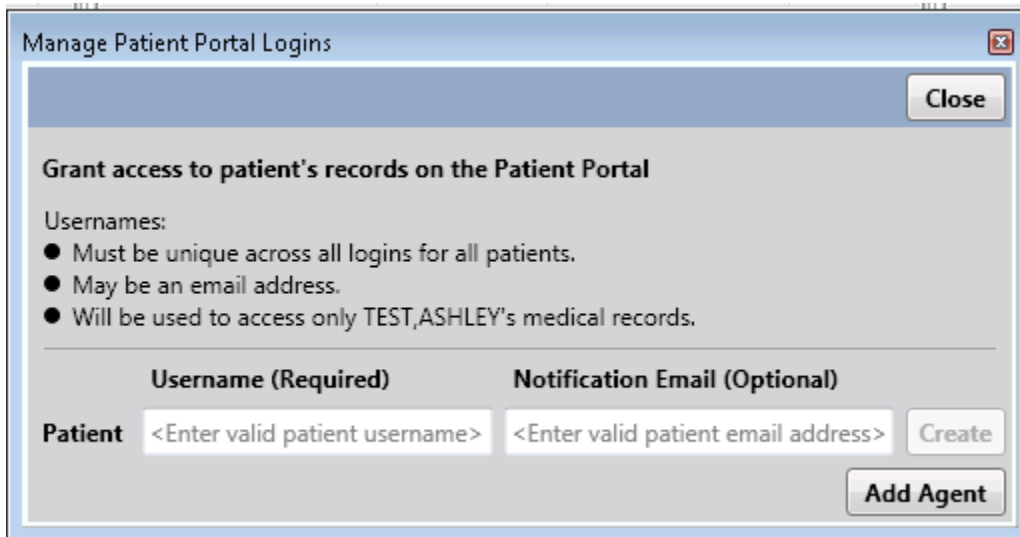 Manage Patient Portal Logins
Close
Grant access to patient's records on the Patient Portal
Usernames:
● Must be unique across all logins for all patients.
● May be an email address.
● Will be used to access only TEST,ASHLEY's medical records.
Username (Required) Notification Email (Optional)
Patient <Enter valid patient username> <Enter valid patient email address> Create
Add Agent